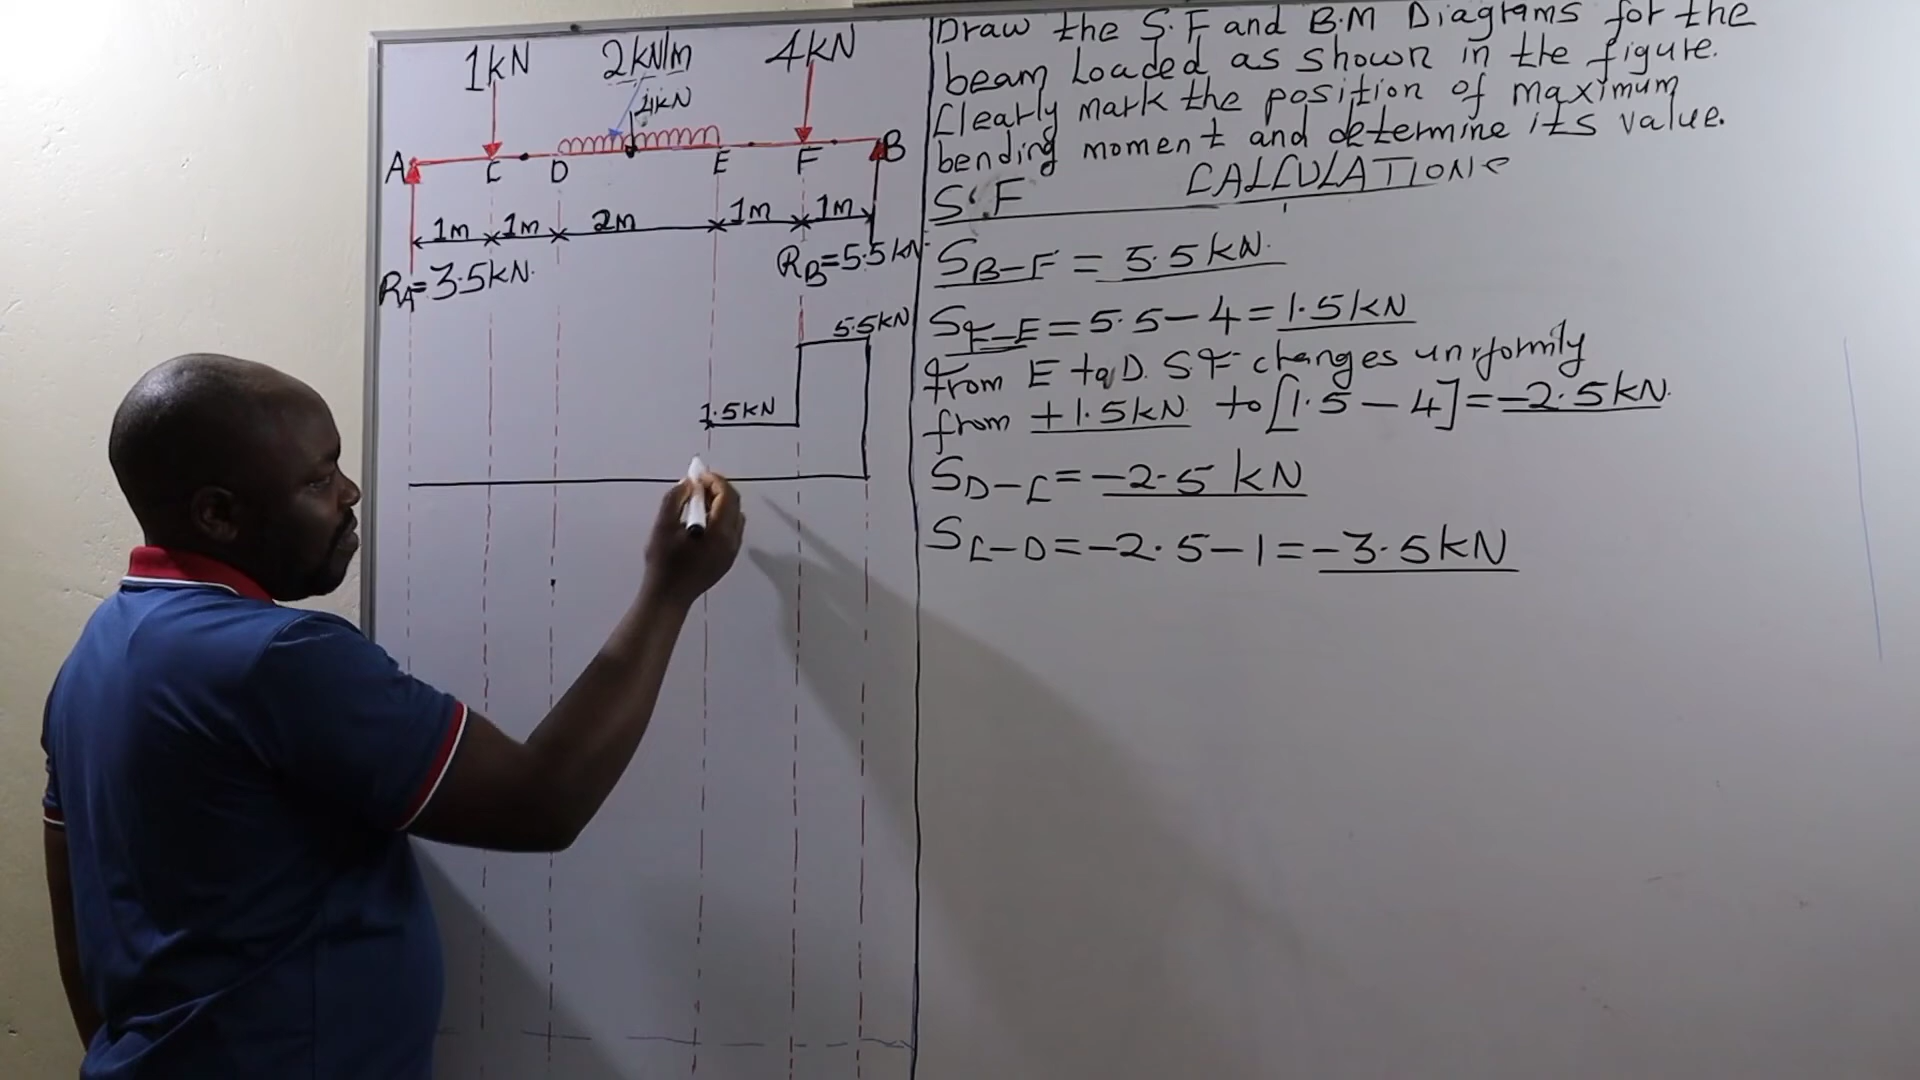 1kN 2kN/m 4kN
4kN
A C D E F B
1m 1m 2m 1m 1m
RA=3.5kN.
RB=5.5kN
5.5kN
1.5kN
Draw the S.F and B.M Diagrams for the
beam Loaded as shown in the figure.
Clearly mark the position of maximum
bending moment and determine its value.
CALCULATIONS
S.F
SB-F = 5.5kN.
SF-E = 5.5-4 = 1.5kN
From E to D. S.F changes uniformily
from +1.5kN to [1.5-4] = -2.5kN.
SD-C = -2.5 kN
SC-D = -2.5-1 = -3.5kN